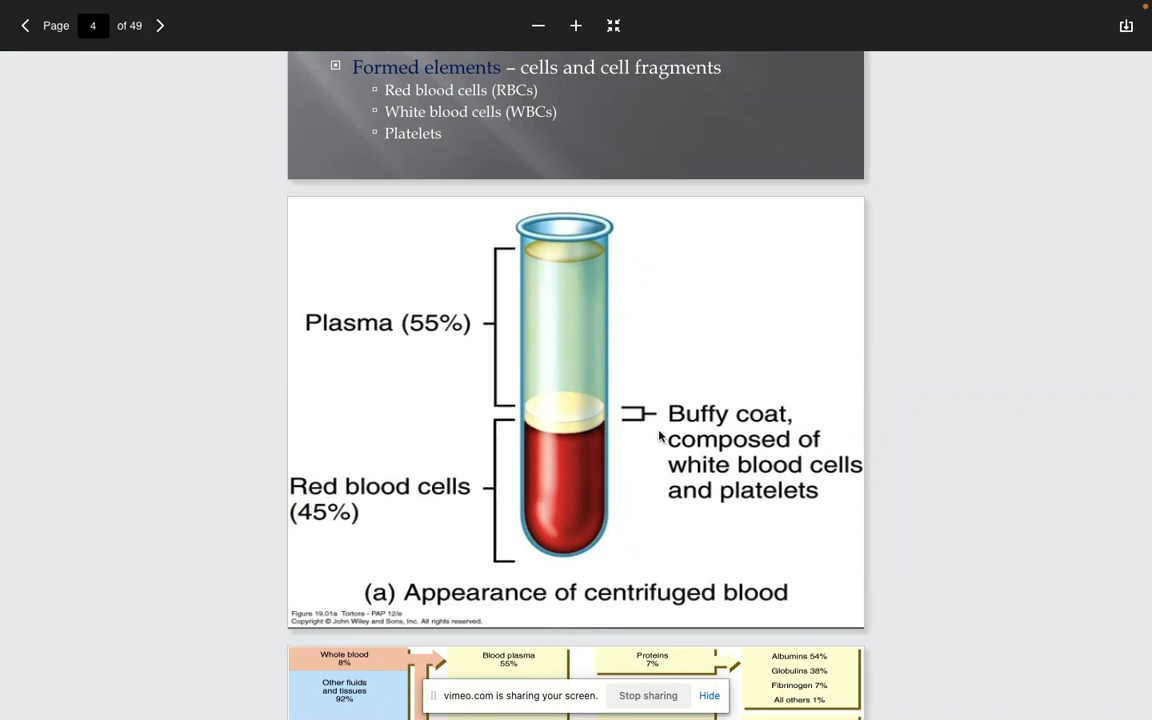 Page 4 of 49
Formed elements – cells and cell fragments
Red blood cells (RBCs)
White blood cells (WBCs)
Platelets
Plasma (55%)
Buffy coat,
composed of
white blood cells
and platelets
Red blood cells
(45%)
(a) Appearance of centrifuged blood
Figure 19.01a Tortora - PAP 12/e
Copyright © John Wiley and Sons, Inc. All rights reserved.
Whole blood
8%
Other fluids
and tissues
92%
Blood plasma
55%
Proteins
7%
Albumins 54%
Globulins 38%
Fibrinogen 7%
All others 1%
vimeo.com is sharing your screen.
Stop sharing
Hide